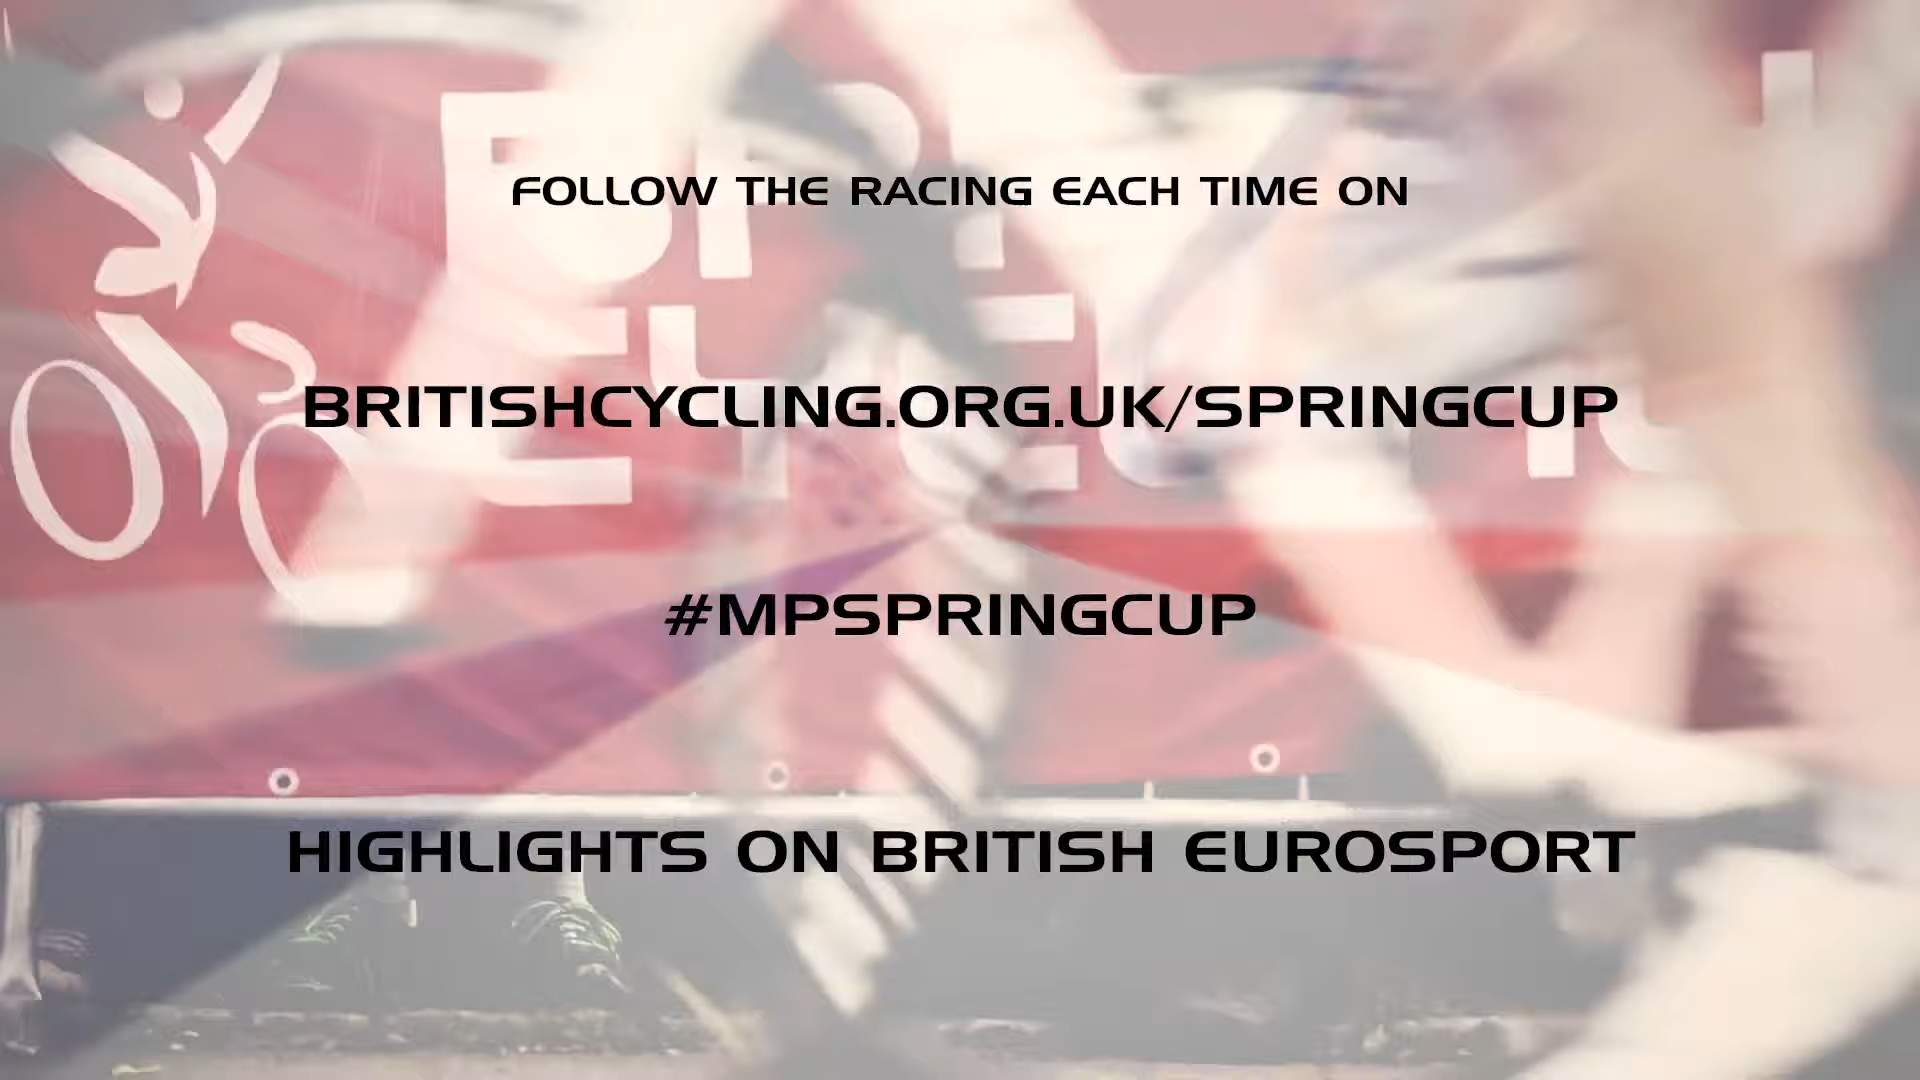 FOLLOW THE RACING EACH TIME ON
BRITISHCYCLING.ORG.UK/SPRINGCUP
#MPSPRINGCUP
HIGHLIGHTS ON BRITISH EUROSPORT